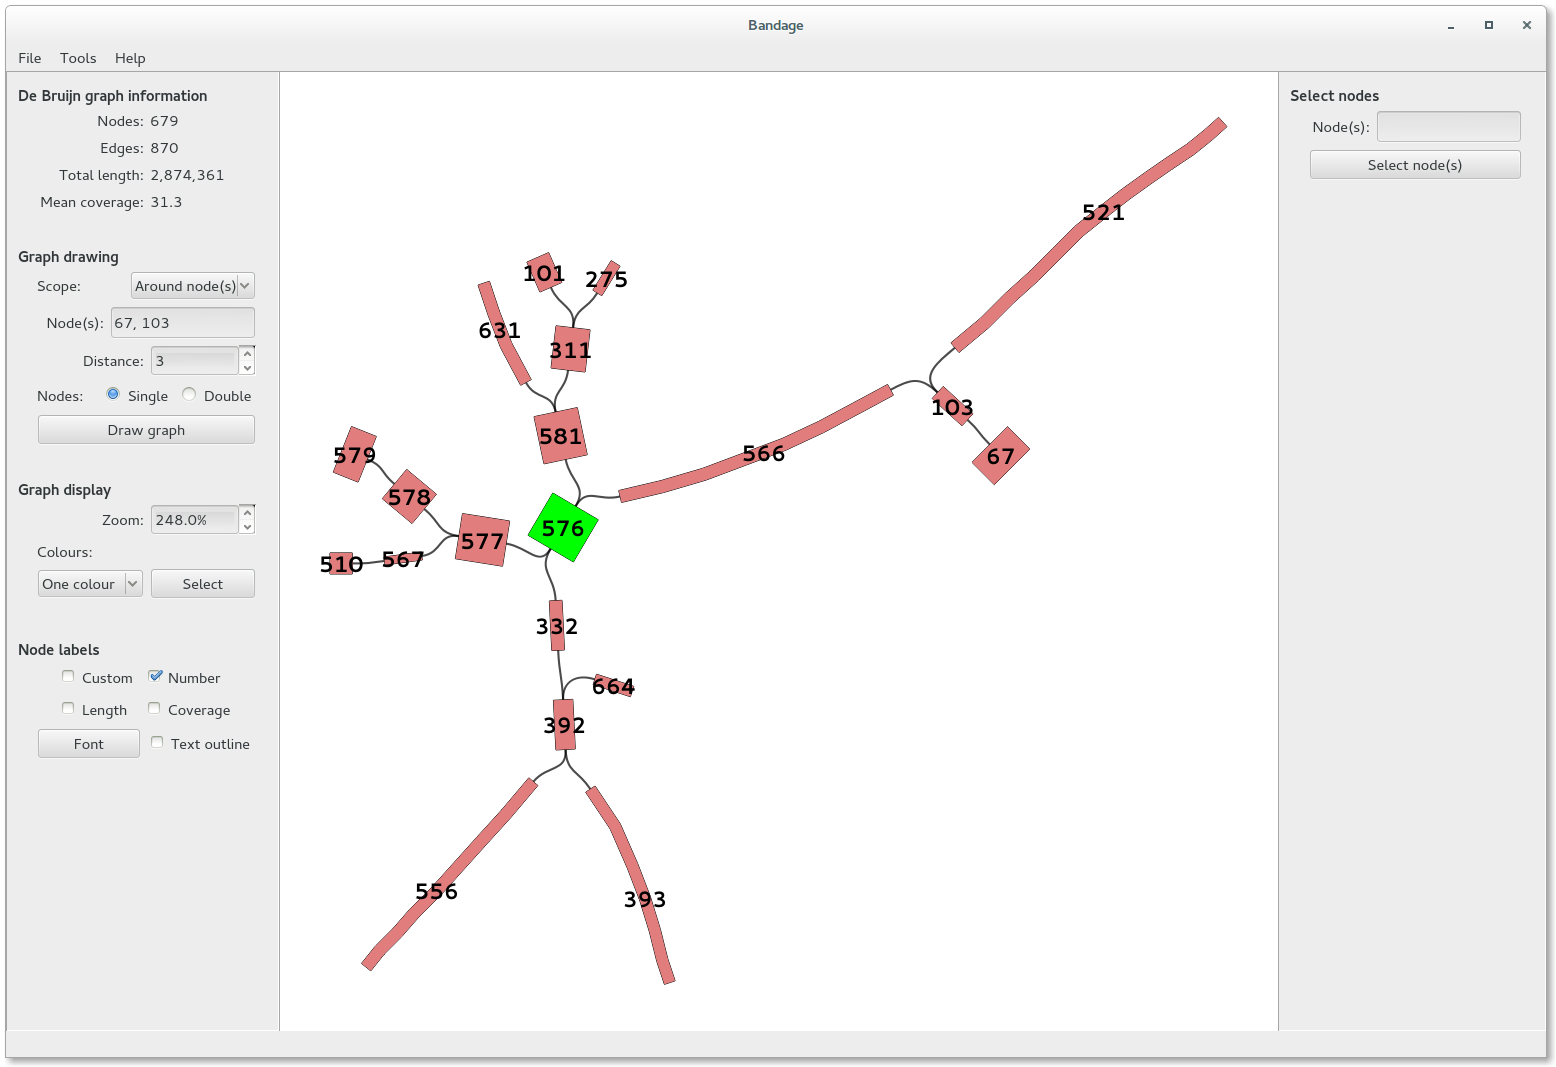 Bandage
File Tools Help
De Bruijn graph information
Nodes: 679
Edges: 870
Total length: 2,874,361
Mean coverage: 31.3
Graph drawing
Scope: Around node(s)
Node(s): 67, 103
Distance: 3
Nodes: Single Double
Draw graph
Graph display
Zoom: 248.0%
Colours:
One colour Select
Node labels
Custom Number
Length Coverage
Font Text outline
521
101
275
631
311
103
581
566
579
67
578
576
577
510
567
332
664
392
556
393
Select nodes
Node(s):
Select node(s)